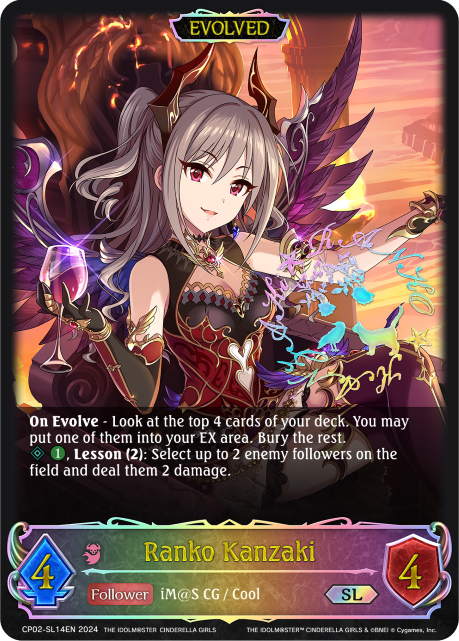 EVOLVED
On Evolve - Look at the top 4 cards of your deck. You may
put one of them into your EX area. Bury the rest.
1, Lesson (2): Select up to 2 enemy followers on the
field and deal them 2 damage.
Ranko Kanzaki
4
Follower iM@S CG / Cool
SL
4
CP02-SL14EN 2024 THE IDOLM@STER CINDERELLA GIRLS THE IDOLM@STER™ CINDERELLA GIRLS & ©BNEI © Cygames, Inc.